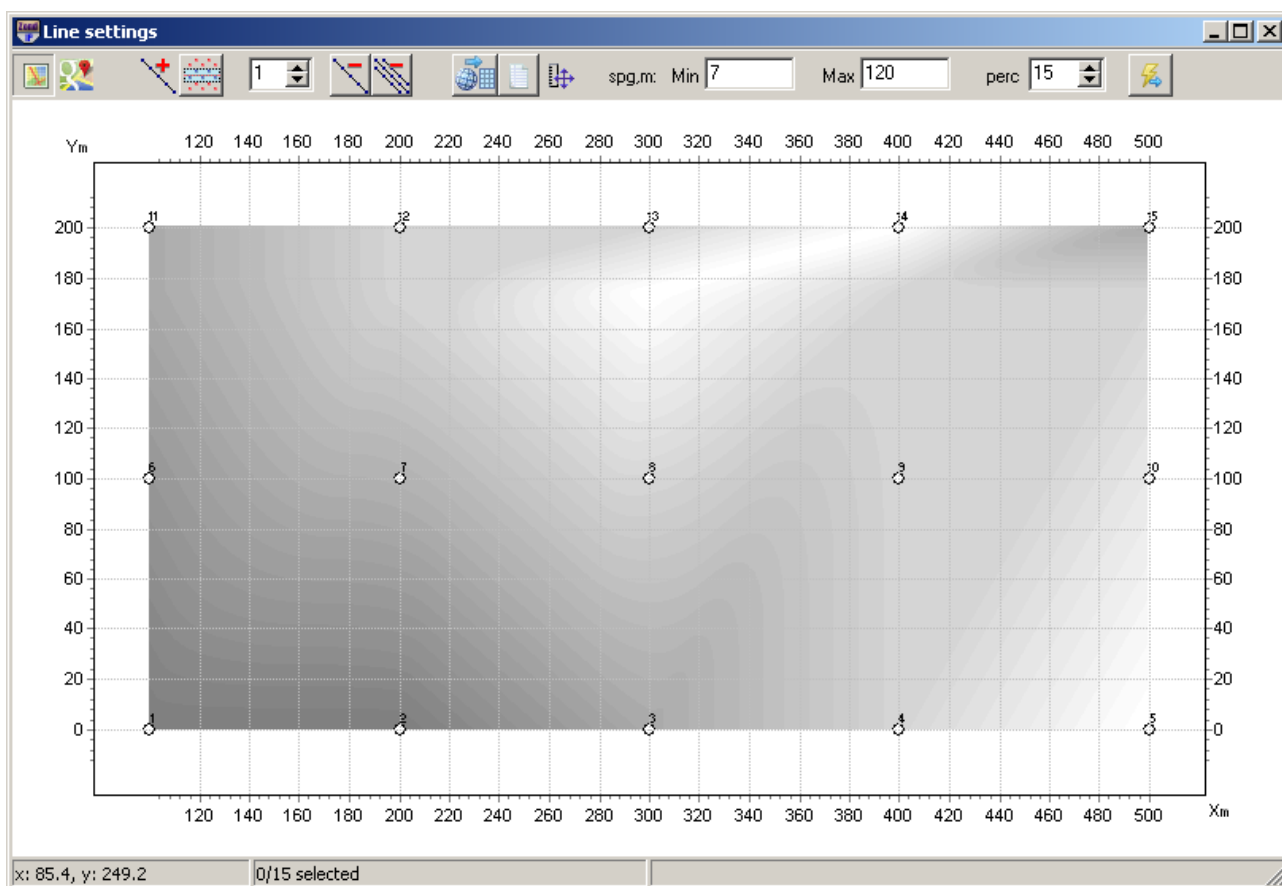 Line settings
1 spg,m: Min 7 Max 120 perc 15
Ym 120 140 160 180 200 220 240 260 280 300 320 340 360 380 400 420 440 460 480 500
11 12 13 14 15
200 200
180 180
160 160
140 140
120 120
6 7 8 9 10
100 100
80 80
60 60
40 40
20 20
1 2 3 4 5
0 0
120 140 160 180 200 220 240 260 280 300 320 340 360 380 400 420 440 460 480 500 Xm
x: 85.4, y: 249.2 0/15 selected